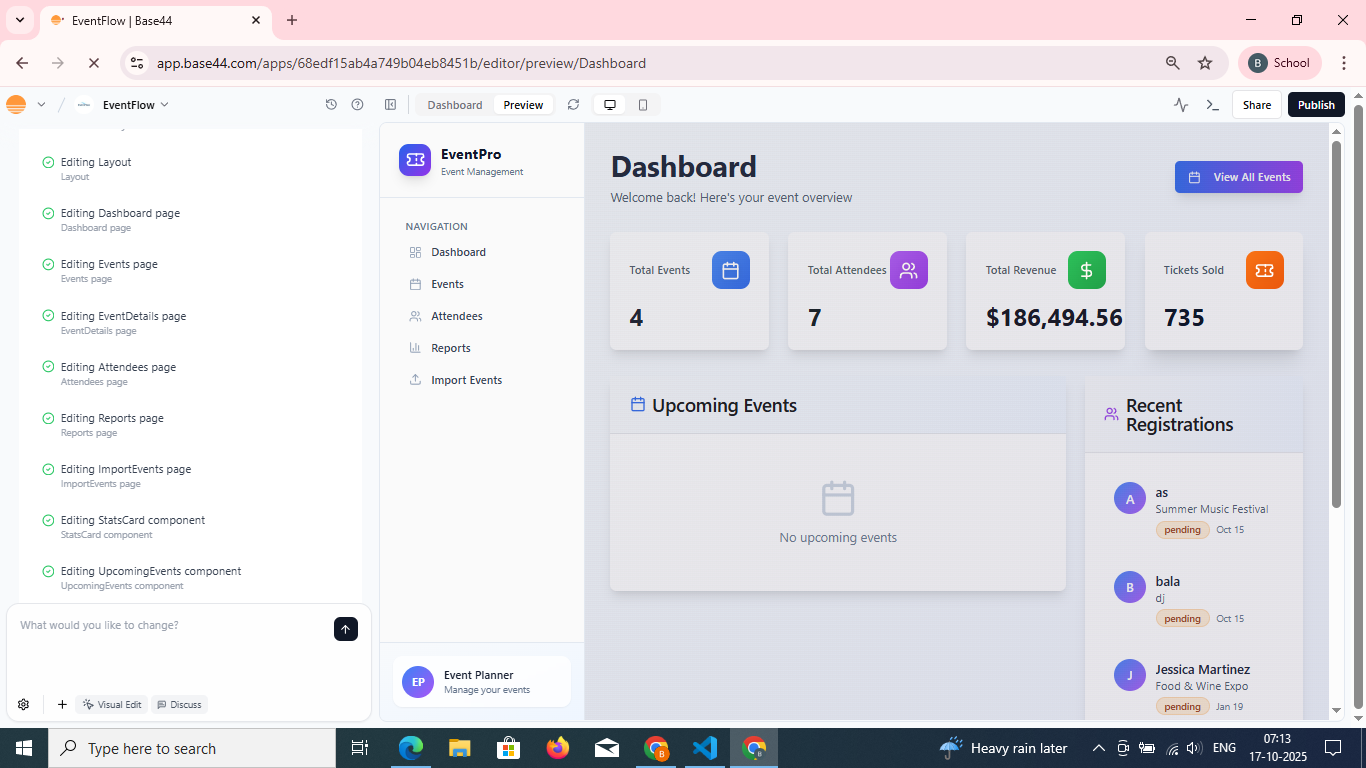 EventFlow | Base44
app.base44.com/apps/68edf15ab4a749b04eb8451b/editor/preview/Dashboard
B School
EventFlow
Dashboard Preview
Share Publish
Editing Layout
Layout
Editing Dashboard page
Dashboard page
Editing Events page
Events page
Editing EventDetails page
EventDetails page
Editing Attendees page
Attendees page
Editing Reports page
Reports page
Editing ImportEvents page
ImportEvents page
Editing StatsCard component
StatsCard component
Editing UpcomingEvents component
UpcomingEvents component
What would you like to change?
Visual Edit Discuss
EventPro
Event Management
NAVIGATION
Dashboard
Events
Attendees
Reports
Import Events
EP
Event Planner
Manage your events
Dashboard
Welcome back! Here's your event overview
View All Events
Total Events
4
Total Attendees
7
Total Revenue
$186,494.56
Tickets Sold
735
Upcoming Events
No upcoming events
Recent
Registrations
A
as
Summer Music Festival
pending Oct 15
B
bala
dj
pending Oct 15
J
Jessica Martinez
Food & Wine Expo
pending Jan 19
Type here to search
Heavy rain later
ENG
07:13
17-10-2025